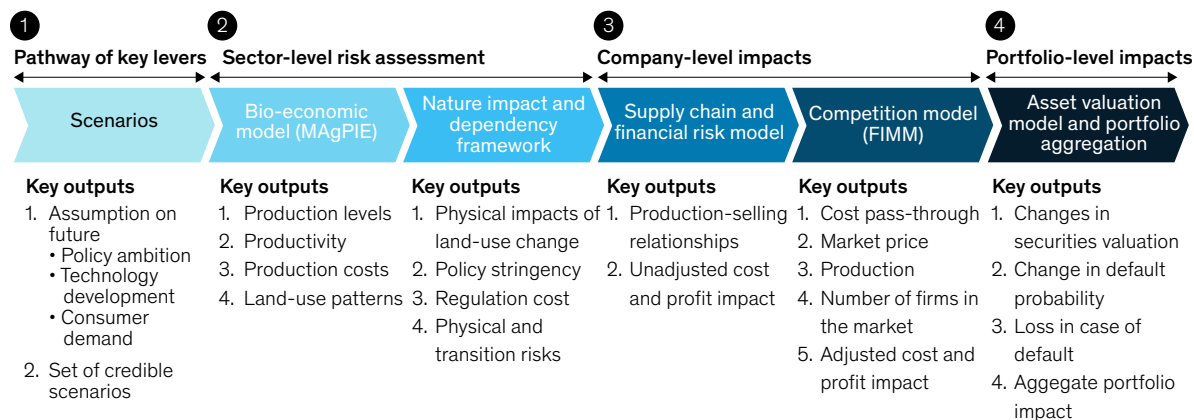 1
Pathway of key levers
2
Sector-level risk assessment
3
Company-level impacts
4
Portfolio-level impacts
Scenarios
Bio-economic
model (MAgPIE)
Nature impact and
dependency
framework
Supply chain and
financial risk model
Competition model
(FIMM)
Asset valuation
model and portfolio
aggregation
Key outputs
1. Assumption on
future
• Policy ambition
• Technology
development
• Consumer
demand
2. Set of credible
scenarios
Key outputs
1. Production levels
2. Productivity
3. Production costs
4. Land-use patterns
Key outputs
1. Physical impacts of
land-use change
2. Policy stringency
3. Regulation cost
4. Physical and
transition risks
Key outputs
1. Production-selling
relationships
2. Unadjusted cost
and profit impact
Key outputs
1. Cost pass-through
2. Market price
3. Production
4. Number of firms in
the market
5. Adjusted cost and
profit impact
Key outputs
1. Changes in
securities valuation
2. Change in default
probability
3. Loss in case of
default
4. Aggegate portfolio
impact